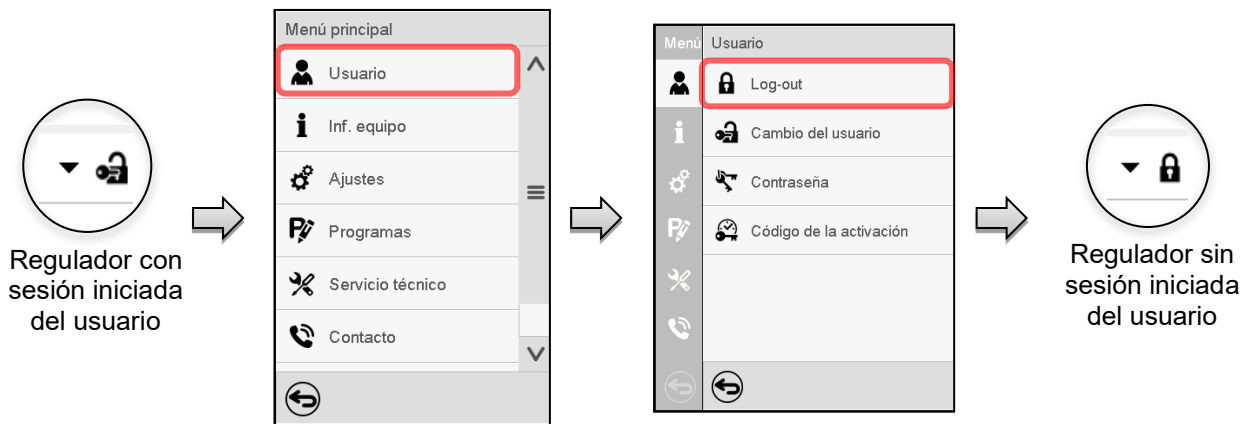 Regulador con
sesión iniciada
del usuario
Menú principal
Usuario
Inf. equipo
Ajustes
Programas
Servicio técnico
Contacto
Menú
Usuario
Log-out
Cambio del usuario
Contraseña
Código de la activación
Regulador sin
sesión iniciada
del usuario